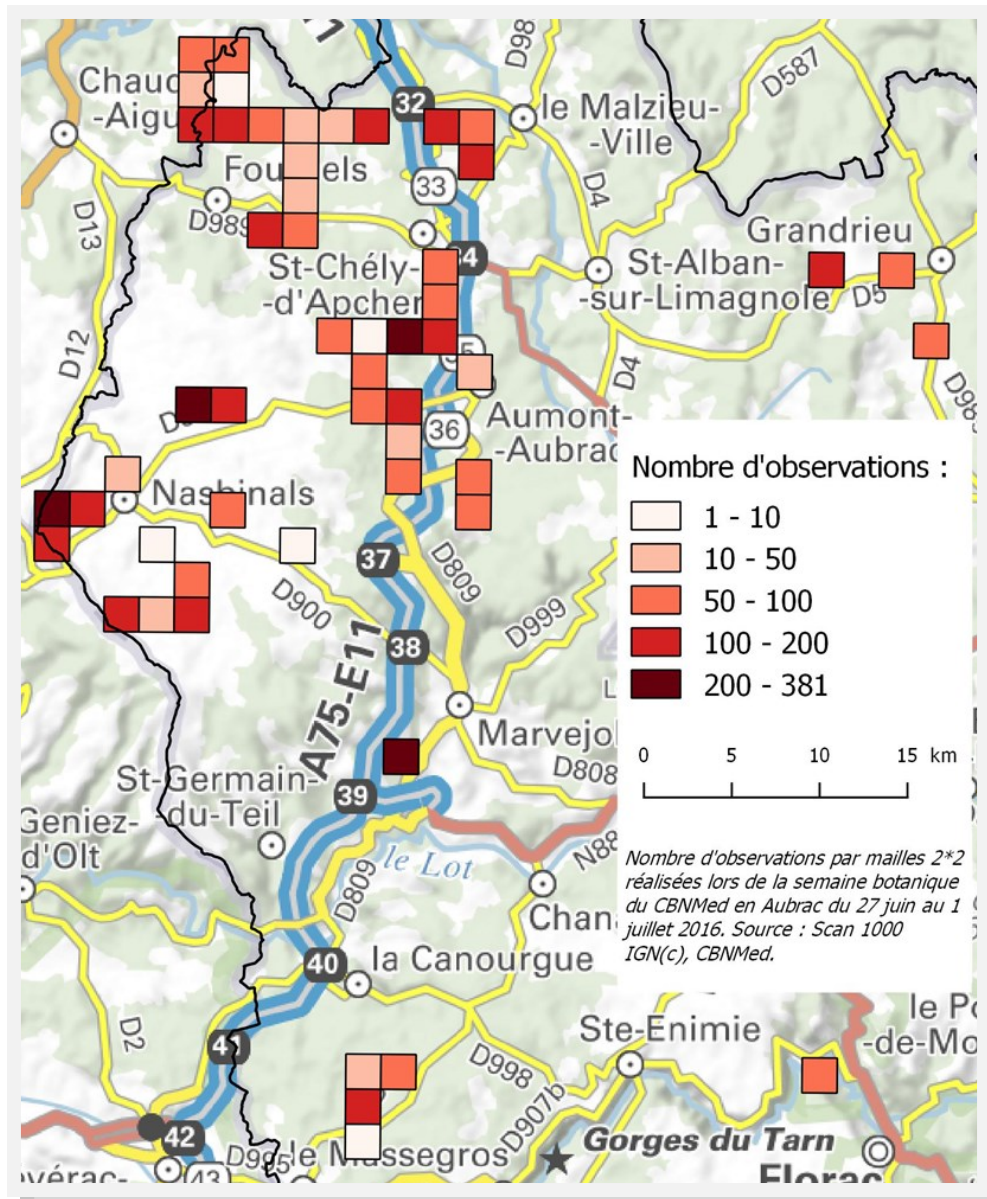 D98
32
Chaud
-Aigu
le Malzieu-
-Ville
D587
Fou els
33
D4
D13
D989
Grandrieu
St-Chély-
-d'Apcher
34
St-Alban-
-sur-Limagnole
D5
D12
35
D4
D98
36
Aumont-
-Aubrac
Nasbinals
37
D809
D900
D999
38
A75-E11
Marvejo
D808
St-Germain-
-du-Teil
39
Geniez-
d'Olt
le Lot
N88
D809
Chan
40
la Canourgue
D2
41
Ste-Enimie
le Po
-de-Mo
D998
D907b
42
D995
le Massegros
Gorges du Tarn
évérac-
43
Florac
Nombre d'observations :
1 - 10
10 - 50
50 - 100
100 - 200
200 - 381
0 5 10 15 km
Nombre d'observations par mailles 2*2
réalisées lors de la semaine botanique
du CBNMed en Aubrac du 27 juin au 1
juillet 2016. Source : Scan 1000
IGN(c), CBNMed.